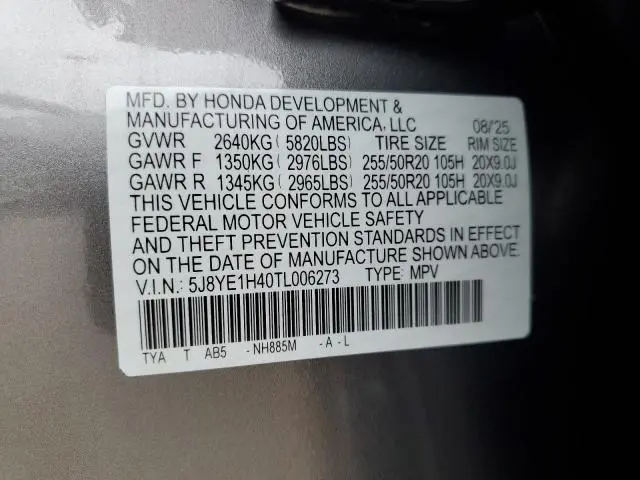 MFD. BY HONDA DEVELOPMENT &
MANUFACTURING OF AMERICA, LLC 08/'25
GVWR 2640KG ( 5820LBS) TIRE SIZE RIM SIZE
GAWR F 1350KG ( 2976LBS) 255/50R20 105H 20X9.0J
GAWR R 1345KG ( 2965LBS) 255/50R20 105H 20X9.0J
THIS VEHICLE CONFORMS TO ALL APPLICABLE
FEDERAL MOTOR VEHICLE SAFETY
AND THEFT PREVENTION STANDARDS IN EFFECT
ON THE DATE OF MANUFACTURE SHOWN ABOVE.
V.I.N.: 5J8YE1H40TL006273 TYPE: MPV
TYA T AB5 -NH885M -A-L